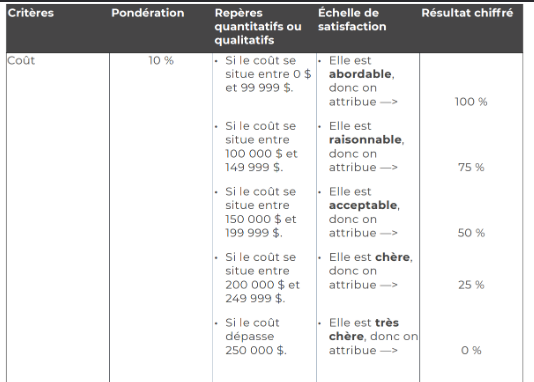 Critères Pondération Repères quantitatifs ou qualitatifs Échelle de satisfaction Résultat chiffré
Coût 10 %
• Si le coût se situe entre 0 $ et 99 999 $.
• Elle est abordable, donc on attribue —>
100 %
• Si le coût se situe entre 100 000 $ et 149 999 $.
• Elle est raisonnable, donc on attribue —>
75 %
• Si le coût se situe entre 150 000 $ et 199 999 $.
• Elle est acceptable, donc on attribue —>
50 %
• Si le coût se situe entre 200 000 $ et 249 999 $.
• Elle est chère, donc on attribue —>
25 %
• Si le coût dépasse 250 000 $.
• Elle est très chère, donc on attribue —>
0 %